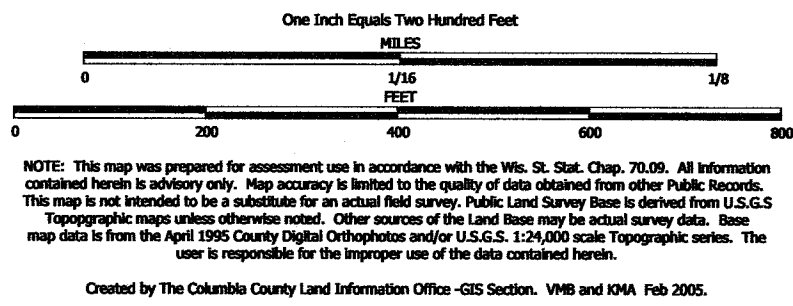 One Inch Equals Two Hundred Feet
MILES
0 1/16 1/8
FEET
0 200 400 600 800
NOTE: This map was prepared for assessment use in accordance with the Wis. St. Stat. Chap. 70.09. All information
contained herein is advisory only. Map accuracy is limited to the quality of data obtained from other Public Records.
This map is not intended to be a substitute for an actual field survey. Public Land Survey Base is derived from U.S.G.S
Topopgraphic maps unless otherwise noted. Other sources of the Land Base may be actual survey data. Base
map data is from the April 1995 County Digital Orthophotos and/or U.S.G.S. 1:24,000 scale Topographic series. The
user is responsible for the improper use of the data contained herein.
Created by The Columbia County Land Information Office -GIS Section. VMB and KMA Feb 2005.